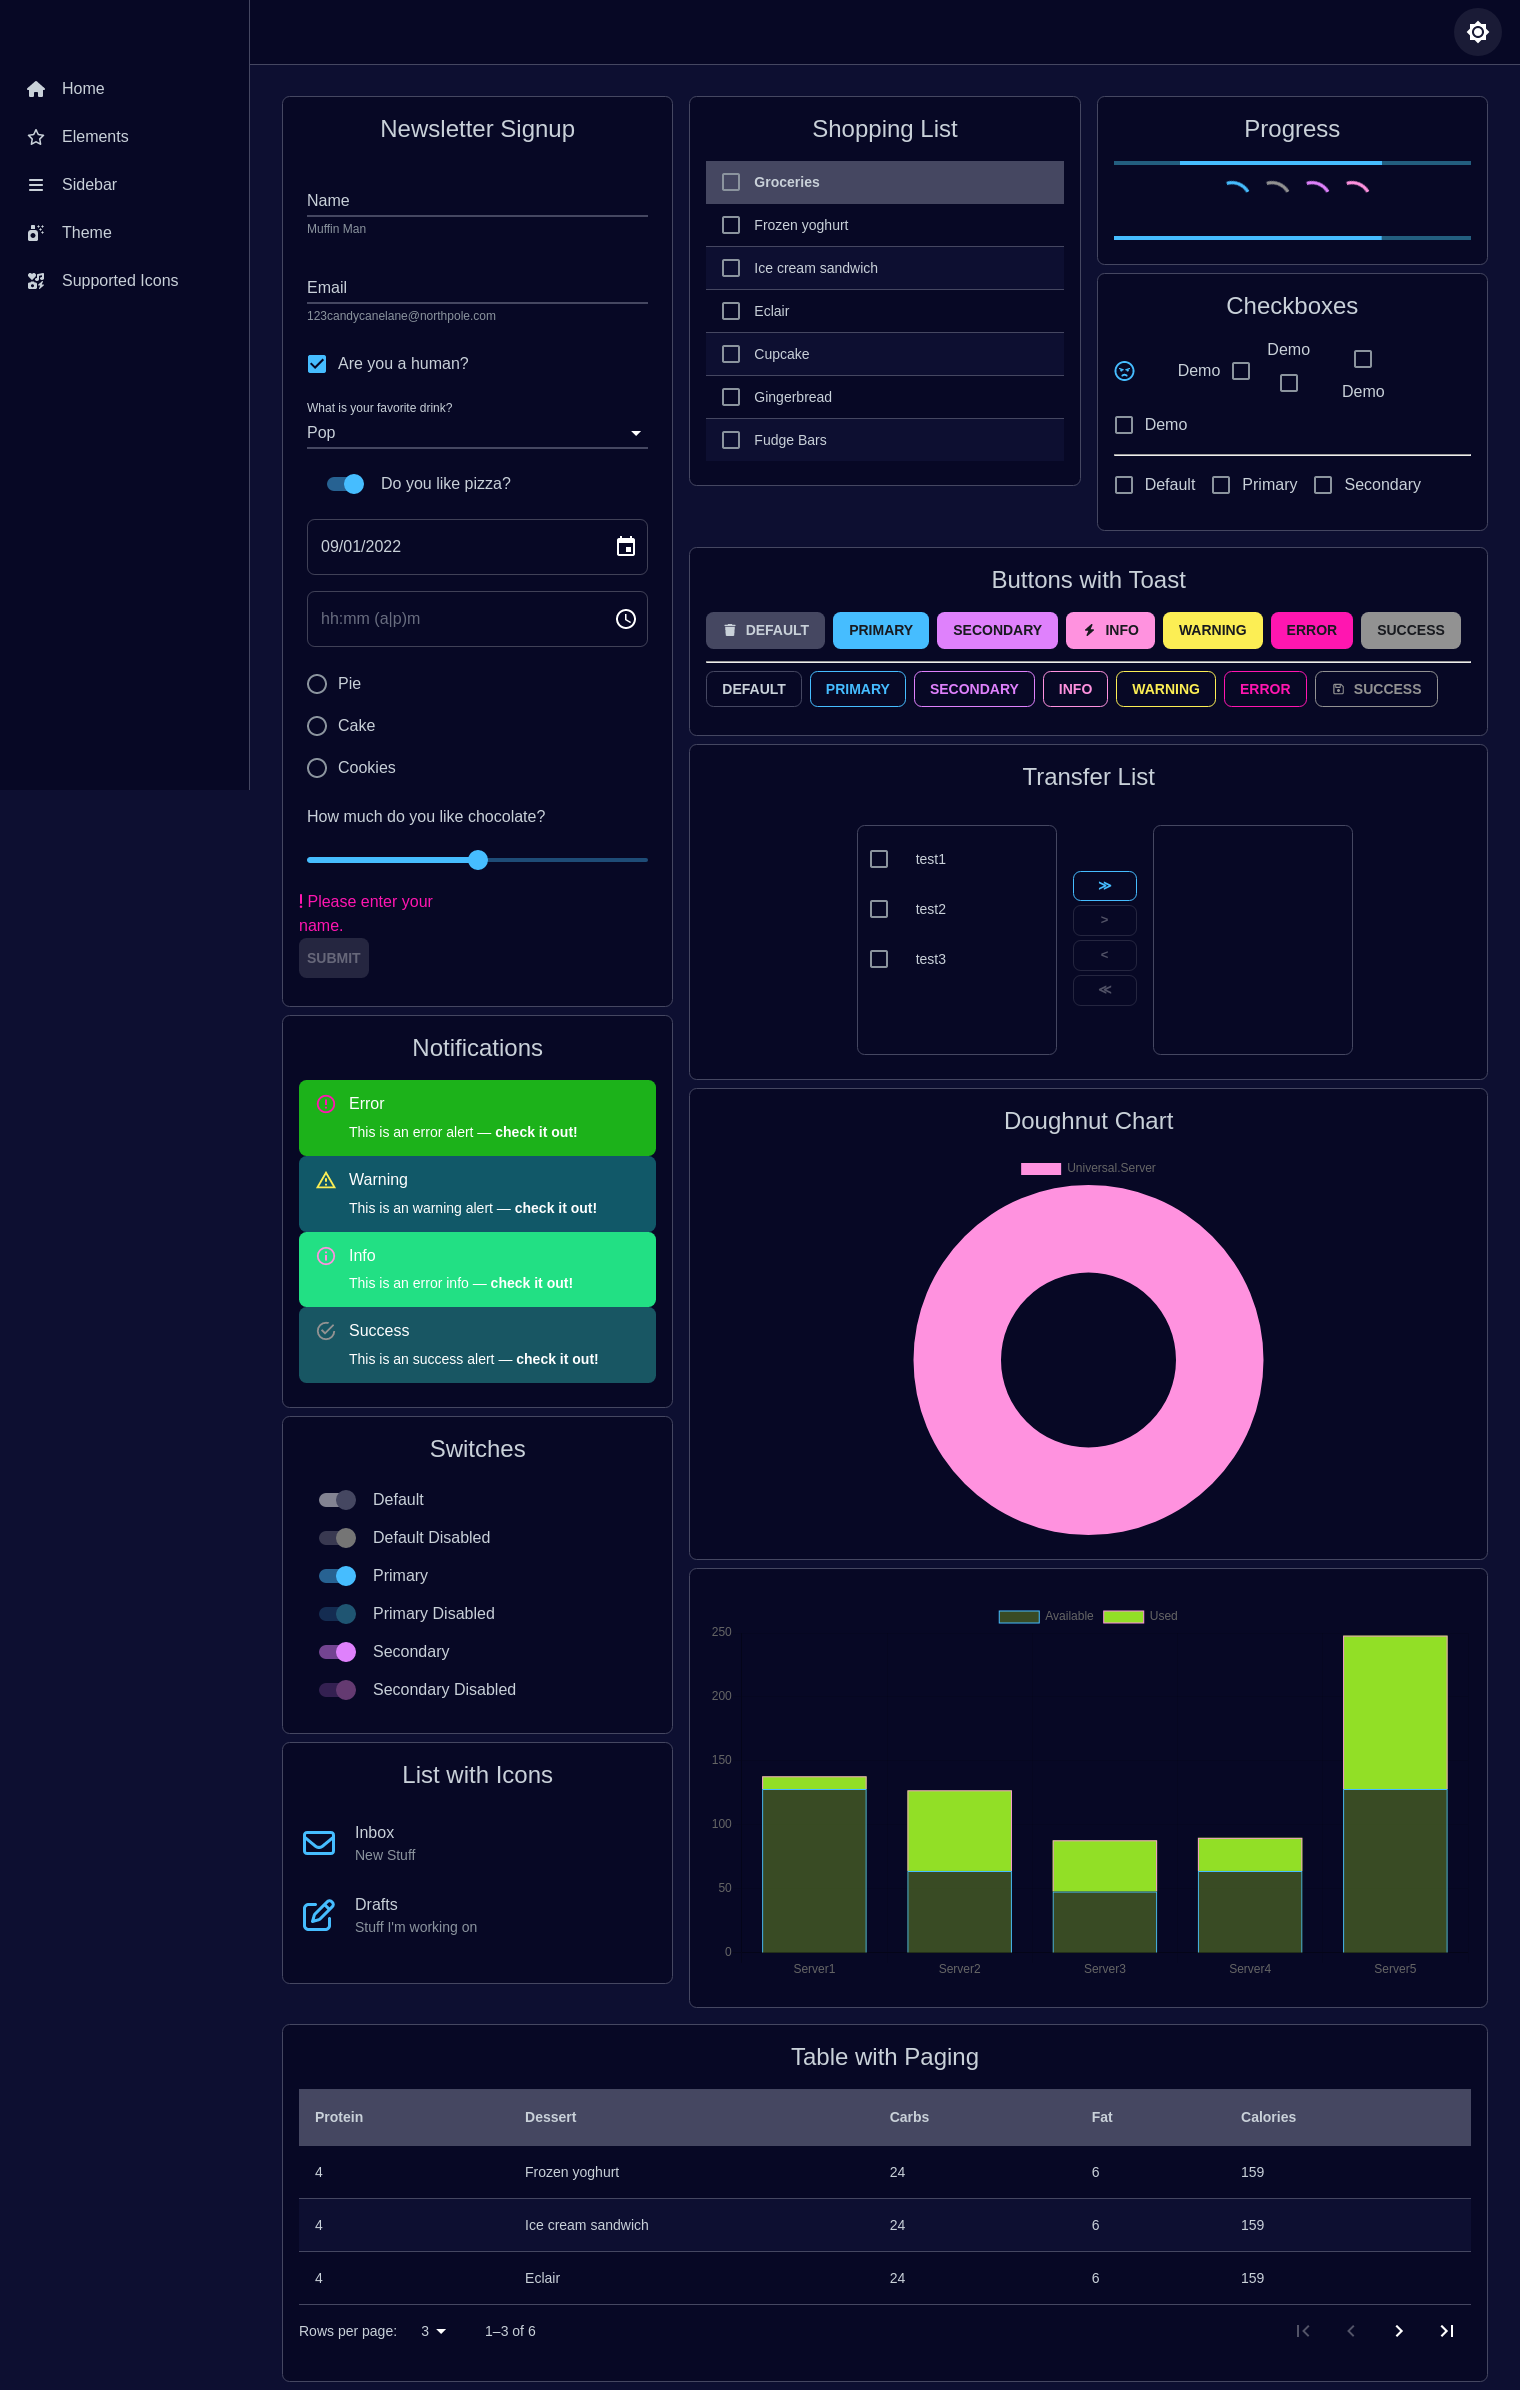 Home
Elements
Sidebar
Theme
Supported Icons
Newsletter Signup
Name
Muffin Man
Email
123candycanelane@northpole.com
Are you a human?
What is your favorite drink?
Pop
Do you like pizza?
09/01/2022
hh:mm (a|p)m
Pie
Cake
Cookies
How much do you like chocolate?
! Please enter your
name.
SUBMIT
Notifications
Error
This is an error alert — check it out!
Warning
This is an warning alert — check it out!
Info
This is an error info — check it out!
Success
This is an success alert — check it out!
Switches
Default
Default Disabled
Primary
Primary Disabled
Secondary
Secondary Disabled
List with Icons
Inbox
New Stuff
Drafts
Stuff I'm working on
Shopping List
Groceries
Frozen yoghurt
Ice cream sandwich
Eclair
Cupcake
Gingerbread
Fudge Bars
Progress
Checkboxes
Demo
Demo
Demo
Demo
Default Primary Secondary
Buttons with Toast
DEFAULT PRIMARY SECONDARY INFO WARNING ERROR SUCCESS
DEFAULT PRIMARY SECONDARY INFO WARNING ERROR SUCCESS
Transfer List
test1
test2
test3
≫
>
<
≪
Doughnut Chart
Universal.Server
Available Used
250
200
150
100
50
0
Server1 Server2 Server3 Server4 Server5
Table with Paging
Protein Dessert Carbs Fat Calories
4 Frozen yoghurt 24 6 159
4 Ice cream sandwich 24 6 159
4 Eclair 24 6 159
Rows per page: 3 1–3 of 6